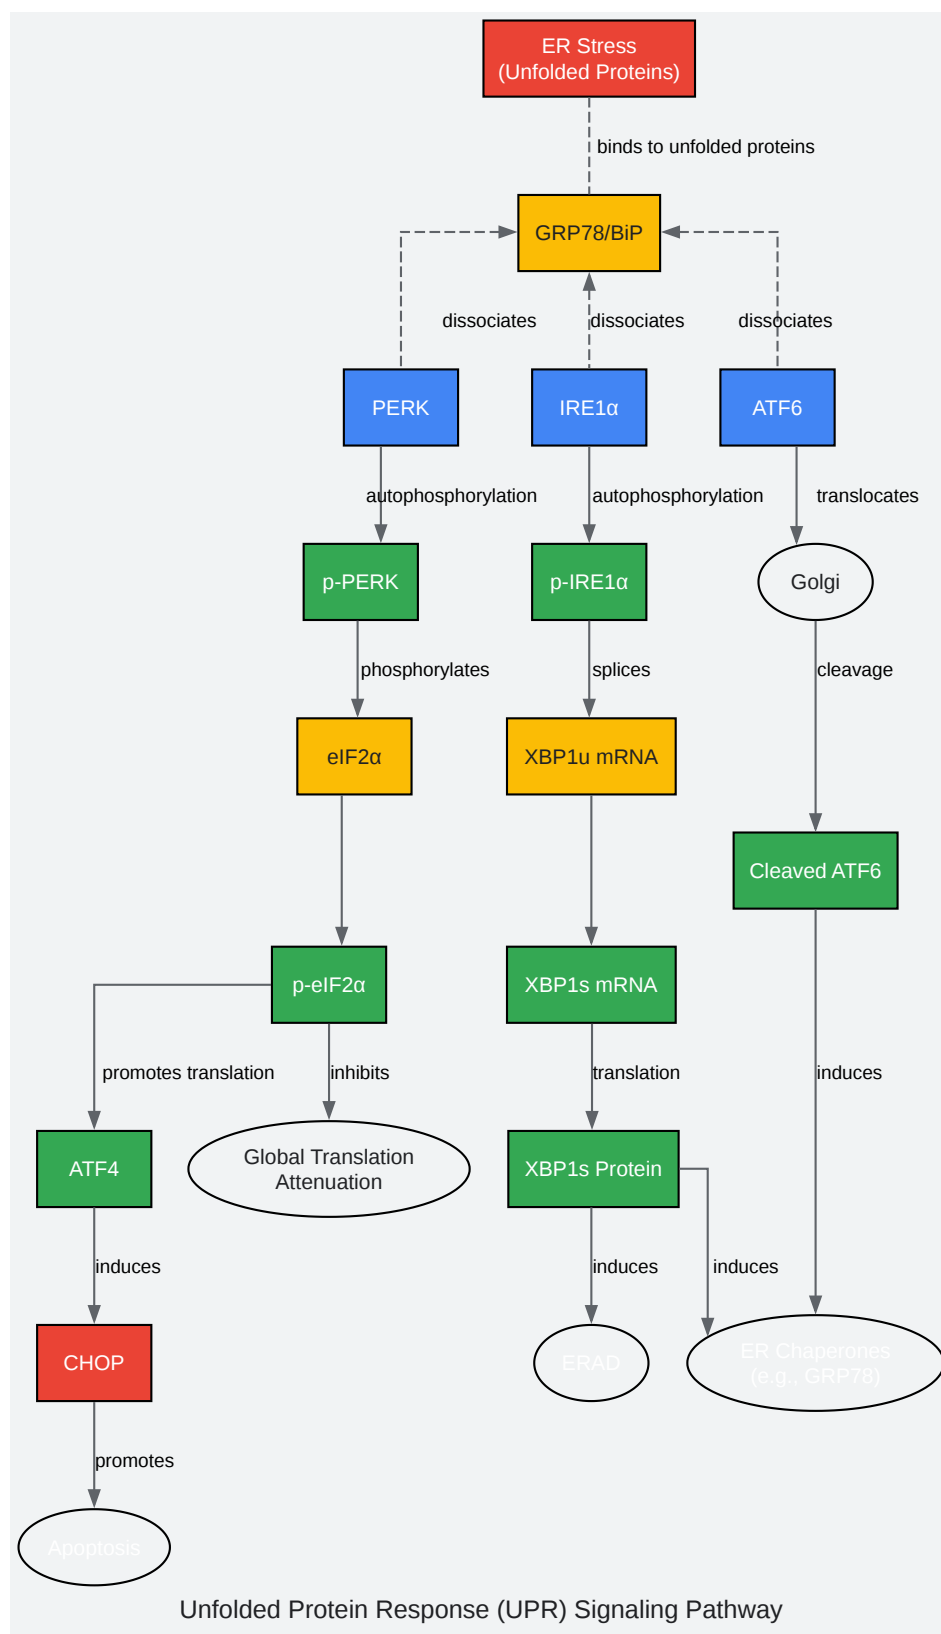 ER Stress
(Unfolded Proteins)
binds to unfolded proteins
GRP78/BiP
dissociates
dissociates
dissociates
PERK
IRE1α
ATF6
autophosphorylation
autophosphorylation
translocates
p-PERK
p-IRE1α
Golgi
phosphorylates
splices
cleavage
eIF2α
XBP1u mRNA
Cleaved ATF6
p-eIF2α
XBP1s mRNA
promotes translation
inhibits
translation
induces
ATF4
Global Translation
Attenuation
XBP1s Protein
induces
induces
induces
CHOP
ERAD
ER Chaperones
(e.g., GRP78)
promotes
Apoptosis
Unfolded Protein Response (UPR) Signaling Pathway